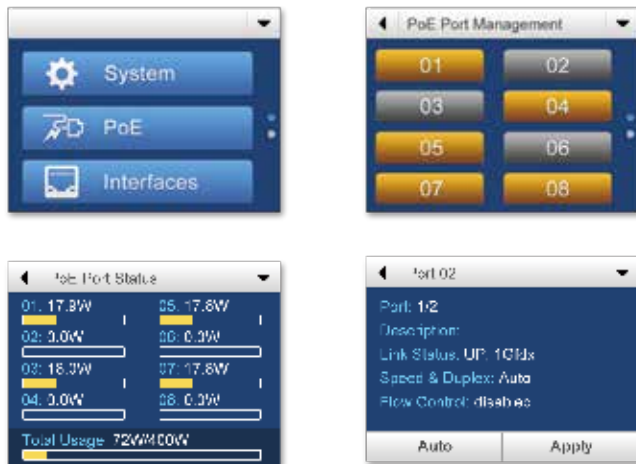 System
PoE
Interfaces
PoE Port Management
01 02
03 04
05 06
07 08
PoE Port Status
01: 17.9W 05: 17.8W
02: 0.0W 06: 0.0W
03: 18.0W 07: 17.8W
04: 0.0W 08: 0.0W
Total Usage 72W/400W
Port 02
Port: 1/2
Description:
Link Status: UP, 1Gfdx
Speed & Duplex: Auto
Flow Control: disabled
Auto Apply